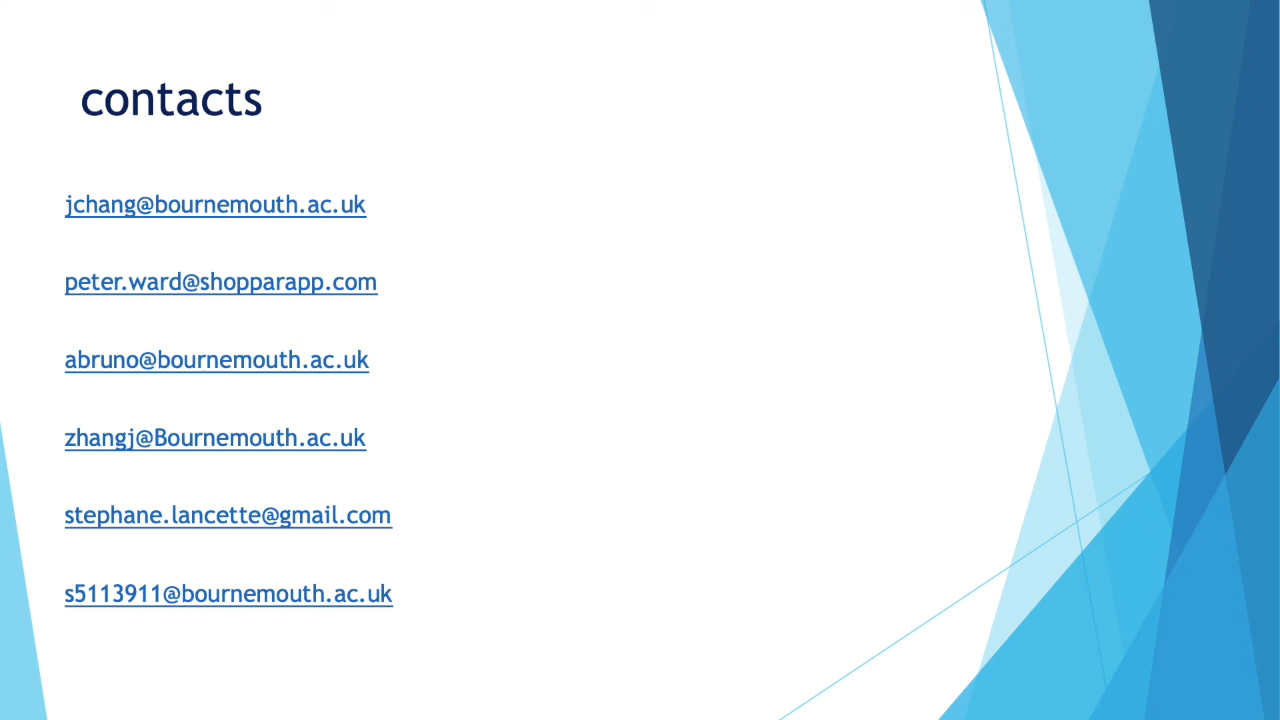 contacts
jchang@bournemouth.ac.uk
peter.ward@shopparapp.com
abruno@bournemouth.ac.uk
zhangj@Bournemouth.ac.uk
stephane.lancette@gmail.com
s5113911@bournemouth.ac.uk